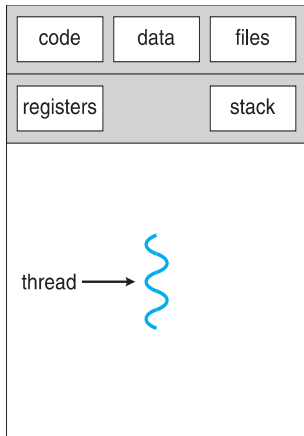 code data files
registers stack
thread